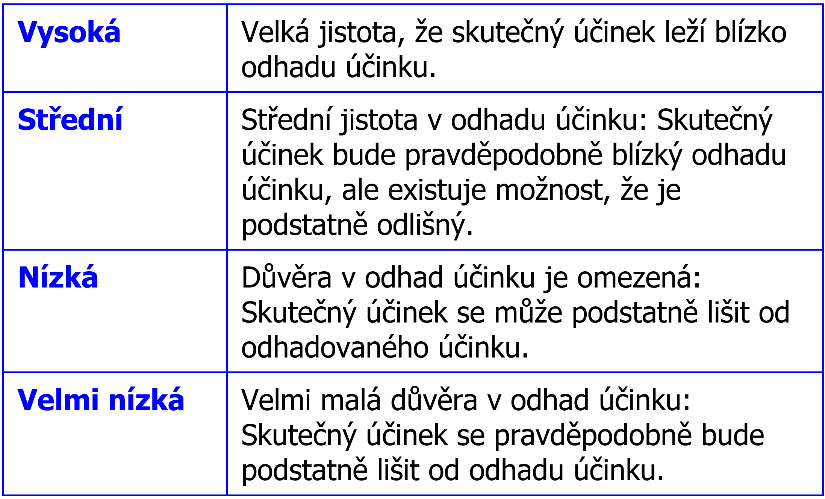 Vysoká
Velká jistota, že skutečný účinek leží blízko
odhadu účinku.
Střední
Střední jistota v odhadu účinku: Skutečný
účinek bude pravděpodobně blízký odhadu
účinku, ale existuje možnost, že je
podstatně odlišný.
Nízká
Důvěra v odhad účinku je omezená:
Skutečný účinek se může podstatně lišit od
odhadovaného účinku.
Velmi nízká
Velmi malá důvěra v odhad účinku:
Skutečný účinek se pravděpodobně bude
podstatně lišit od odhadu účinku.